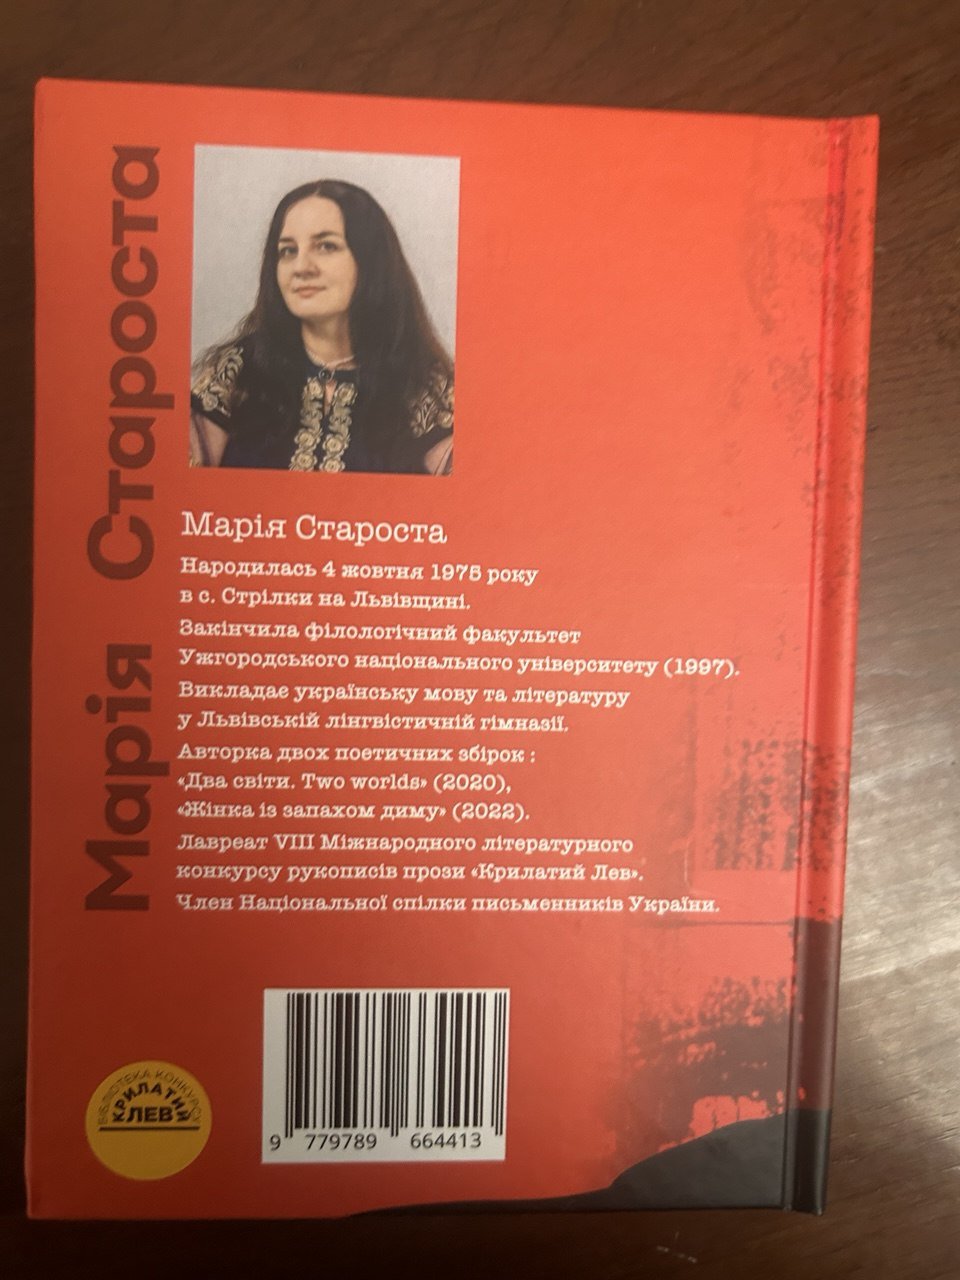 Марія Староста
Марія Староста
Народилась 4 жовтня 1975 року
в с. Стрілки на Львівщині.
Закінчила філологічний факультет
Ужгородського національного університету (1997).
Викладає українську мову та літературу
у Львівській лінгвістичній гімназії.
Авторка двох поетичних збірок :
«Два світи. Two worlds» (2020),
«Жінка із запахом диму» (2022).
Лавреат VIII Міжнародного літературного
конкурсу рукописів прози «Крилатий Лев».
Член Національної спілки письменників України.
БІБЛІОТЕКА КОНКУРСУ
КРИЛАТИЙ
ЛЕВ
9 779789 664413